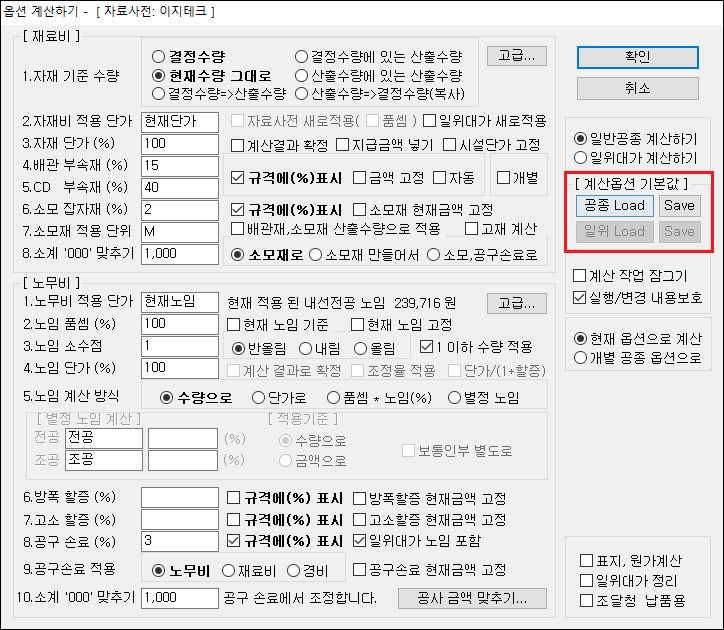 옵션 계산하기 - [ 자료사전: 이지테크 ]
[ 재료비 ]
1.자재 기준 수량
결정수량
결정수량에 있는 산출수량
고급...
현재수량 그대로
산출수량에 있는 산출수량
결정수량=>산출수량
산출수량=>결정수량(복사)
2.자재비 적용 단가 현재단가 자료사전 새로적용( 품셈 ) 일위대가 새로적용
3.자재 단가 (%) 100 계산결과 확정 지급금액 넣기 시설단가 고정
4.배관 부속재 (%) 15
5.CD 부속재 (%) 40
규격에(%)표시 금액 고정 자동 개별
6.소모 잡자재 (%) 2 규격에(%)표시 소모재 현재금액 고정
7.소모재 적용 단위 M 배관재,소모재 산출수량으로 적용 고재 계산
8.소계 '000' 맞추기 1,000 소모재로 소모재 만들어서 소모,공구손료로
[ 노무비 ]
1.노무비 적용 단가 현재노임 현재 적용 된 내선전공 노임 239,716 원 고급...
2.노임 품셈 (%) 100 현재 노임 기준 현재 노임 고정
3.노임 소수점 1 반올림 내림 올림 1 이하 수량 적용
4.노임 단가 (%) 100 계산 결과로 확정 조정율 적용 단가/(1+할증)
5.노임 계산 방식 수량으로 단가로 품셈 * 노임(%) 별정 노임
[ 별정 노임 계산 ] [ 적용기준 ]
전공 전공 (%) 수량으로
조공 조공 (%) 금액으로
보통인부 별도로
6.방폭 할증 (%) 규격에(%) 표시 방폭할증 현재금액 고정
7.고소 할증 (%) 규격에(%) 표시 고소할증 현재금액 고정
8.공구 손료 (%) 3 규격에(%) 표시 일위대가 노임 포함
9.공구손료 적용 노무비 재료비 경비 공구손료 현재금액 고정
10.소계 '000' 맞추기 1,000 공구 손료에서 조정합니다. 공사 금액 맞추기...
확인
취소
일반공종 계산하기
일위대가 계산하기
[ 계산옵션 기본값 ]
공종 Load Save
일위 Load Save
계산 작업 잠그기
실행/변경 내용보호
현재 옵션으로 계산
개별 공종 옵션으로
표지, 원가계산
일위대가 정리
조달청 납품용